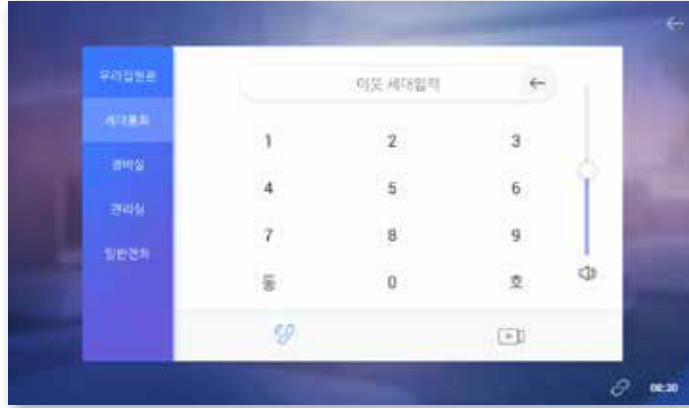 우리집현관
세대통화
경비실
관리실
일반전화
이웃 세대입력
1 2 3
4 5 6
7 8 9
동 0 호
08:30